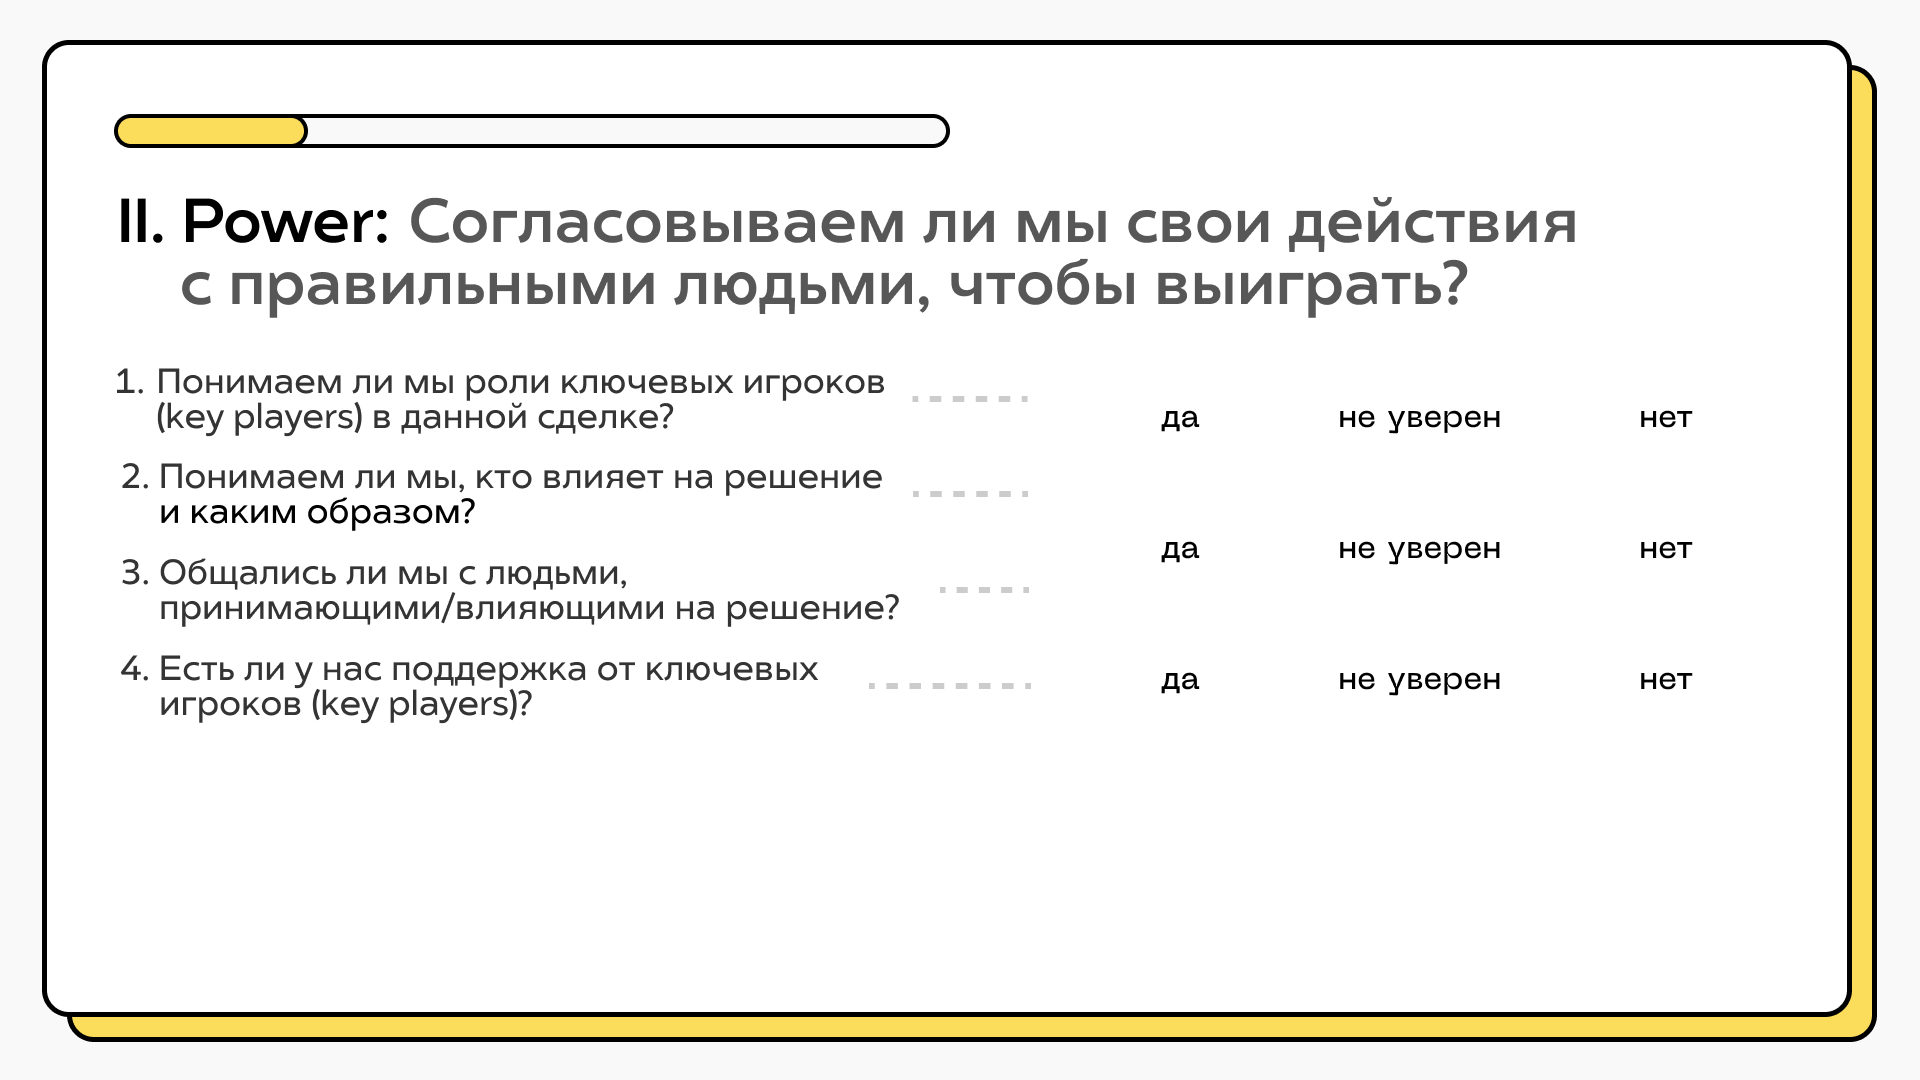 II. Power: Согласовываем ли мы свои действия
с правильными людьми, чтобы выиграть?
1. Понимаем ли мы роли ключевых игроков
(key players) в данной сделке?
да не уверен нет
2. Понимаем ли мы, кто влияет на решение
и каким образом?
да не уверен нет
3. Общались ли мы с людьми,
принимающими/влияющими на решение?
4. Есть ли у нас поддержка от ключевых
игроков (key players)?
да не уверен нет